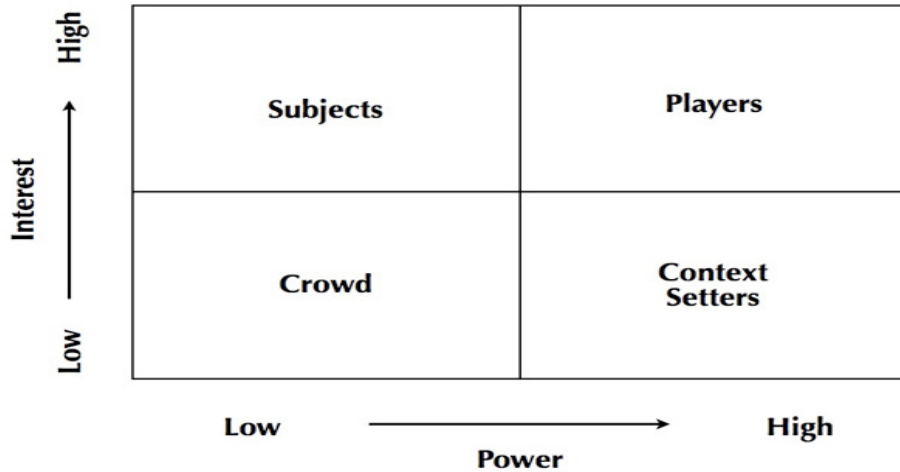 High
Subjects
Players
Interest
Crowd
Context
Setters
Low
Low
High
Power